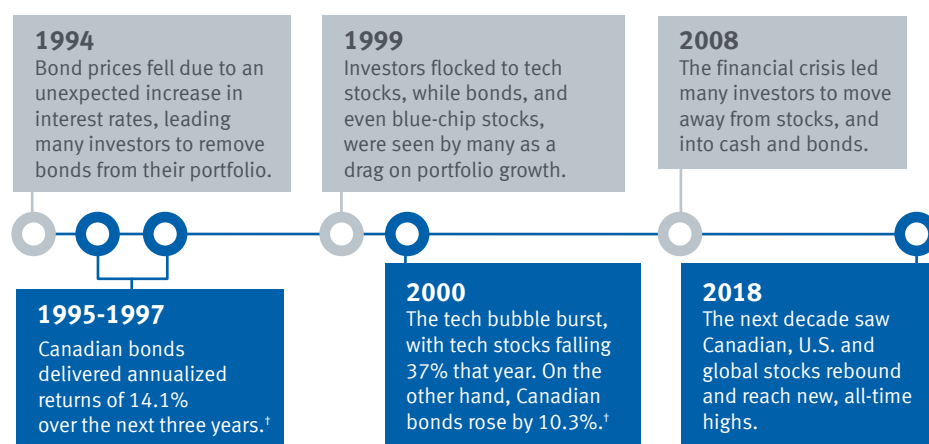 1994
Bond prices fell due to an
unexpected increase in
interest rates, leading
many investors to remove
bonds from their portfolio.
1999
Investors flocked to tech
stocks, while bonds, and
even blue-chip stocks,
were seen by many as a
drag on portfolio growth.
2008
The financial crisis led
many investors to move
away from stocks, and
into cash and bonds.
1995-1997
Canadian bonds
delivered annualized
returns of 14.1%
over the next three years.†
2000
The tech bubble burst,
with tech stocks falling
37% that year. On the
other hand, Canadian
bonds rose by 10.3%.†
2018
The next decade saw
Canadian, U.S. and
global stocks rebound
and reach new, all-time
highs.